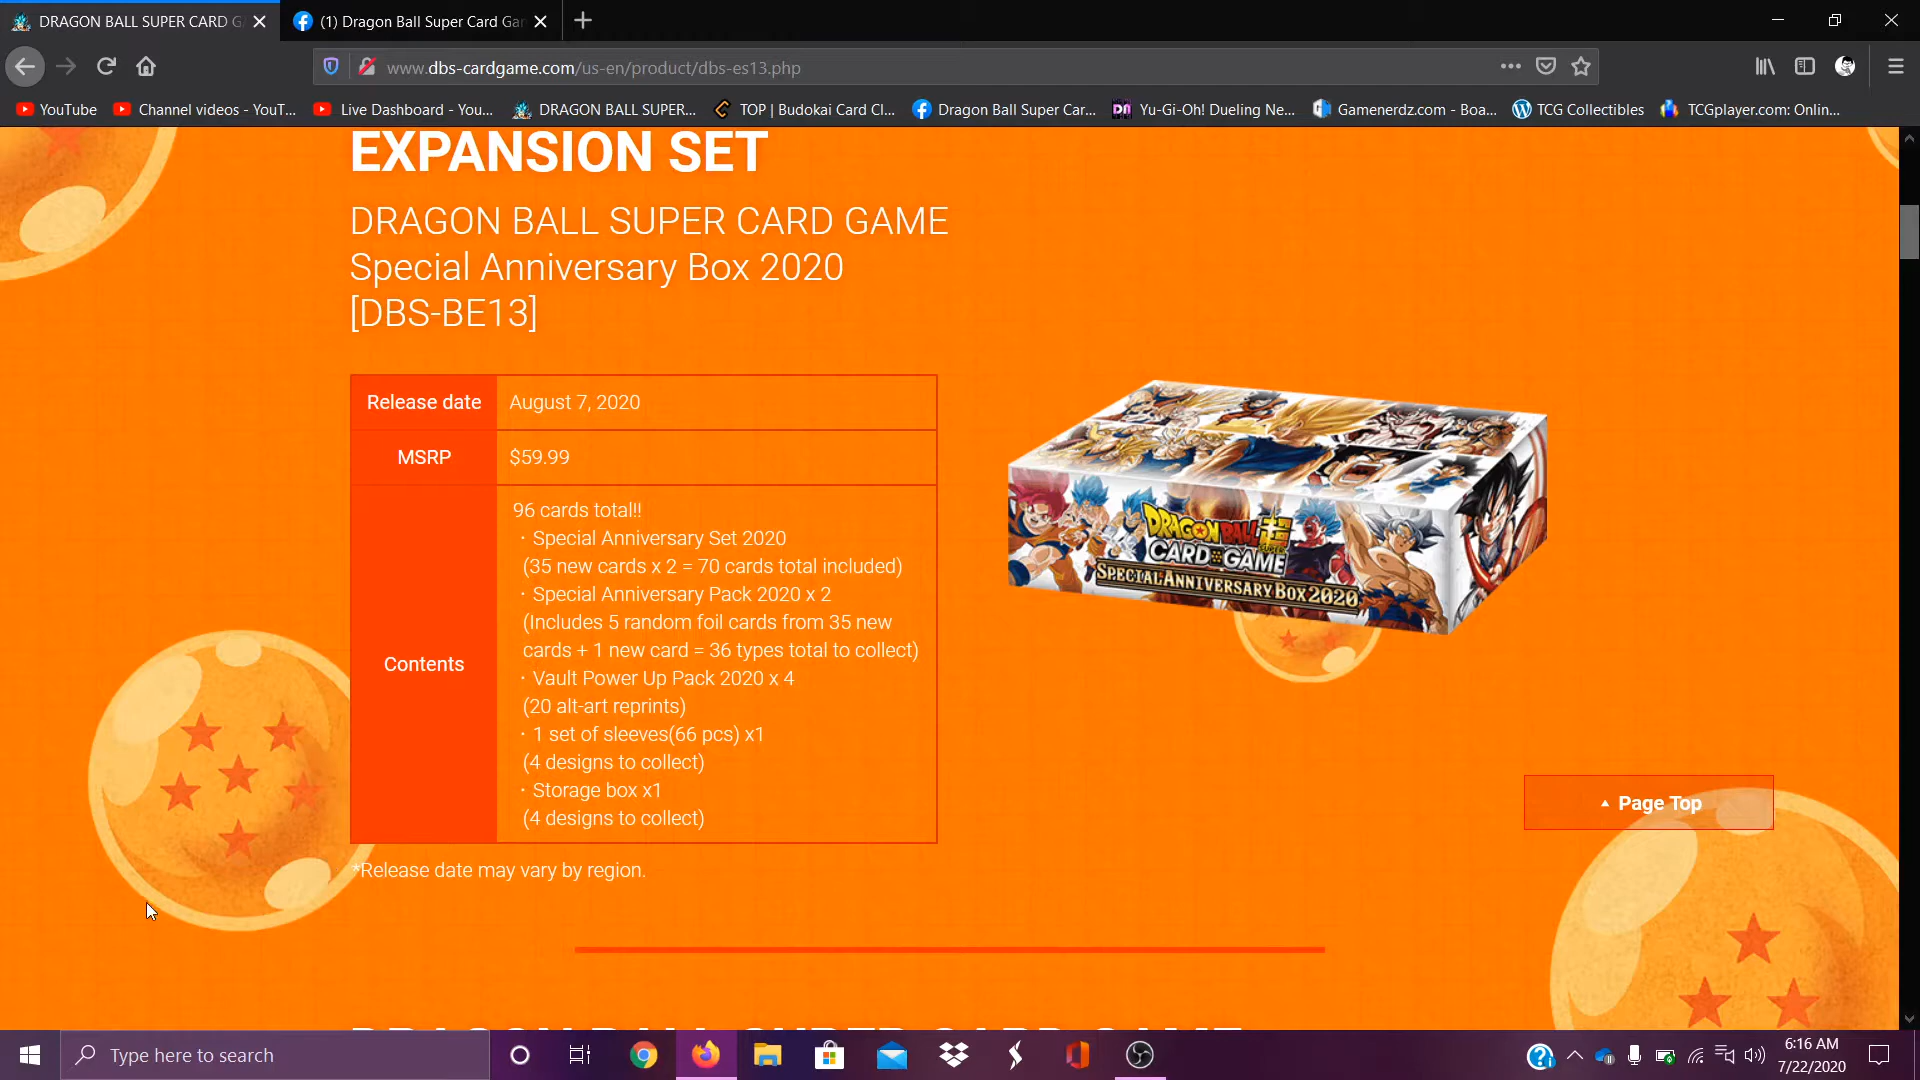 DRAGON BALL SUPER CARD G
(1) Dragon Ball Super Card Gar
www.dbs-cardgame.com/us-en/product/dbs-es13.php
YouTube
Channel videos - YouT...
Live Dashboard - You...
DRAGON BALL SUPER...
TOP | Budokai Card Cl...
Dragon Ball Super Car...
Yu-Gi-Oh! Dueling Ne...
Gamenerdz.com - Boa...
TCG Collectibles
TCGplayer.com: Onlin...
EXPANSION SET
DRAGON BALL SUPER CARD GAME
Special Anniversary Box 2020
[DBS-BE13]
Release date
August 7, 2020
MSRP
$59.99
Contents
96 cards total!!
・Special Anniversary Set 2020
(35 new cards x 2 = 70 cards total included)
・Special Anniversary Pack 2020 x 2
(Includes 5 random foil cards from 35 new
cards + 1 new card = 36 types total to collect)
・Vault Power Up Pack 2020 x 4
(20 alt-art reprints)
・1 set of sleeves(66 pcs) x1
(4 designs to collect)
・Storage box x1
(4 designs to collect)
*Release date may vary by region.
DRAGON BALL 超
SUPER
CARD GAME
SPECIAL ANNIVERSARY BOX 2020
Page Top
DRAGON BALL SUPER CARD GAME
Type here to search
6:16 AM
7/22/2020